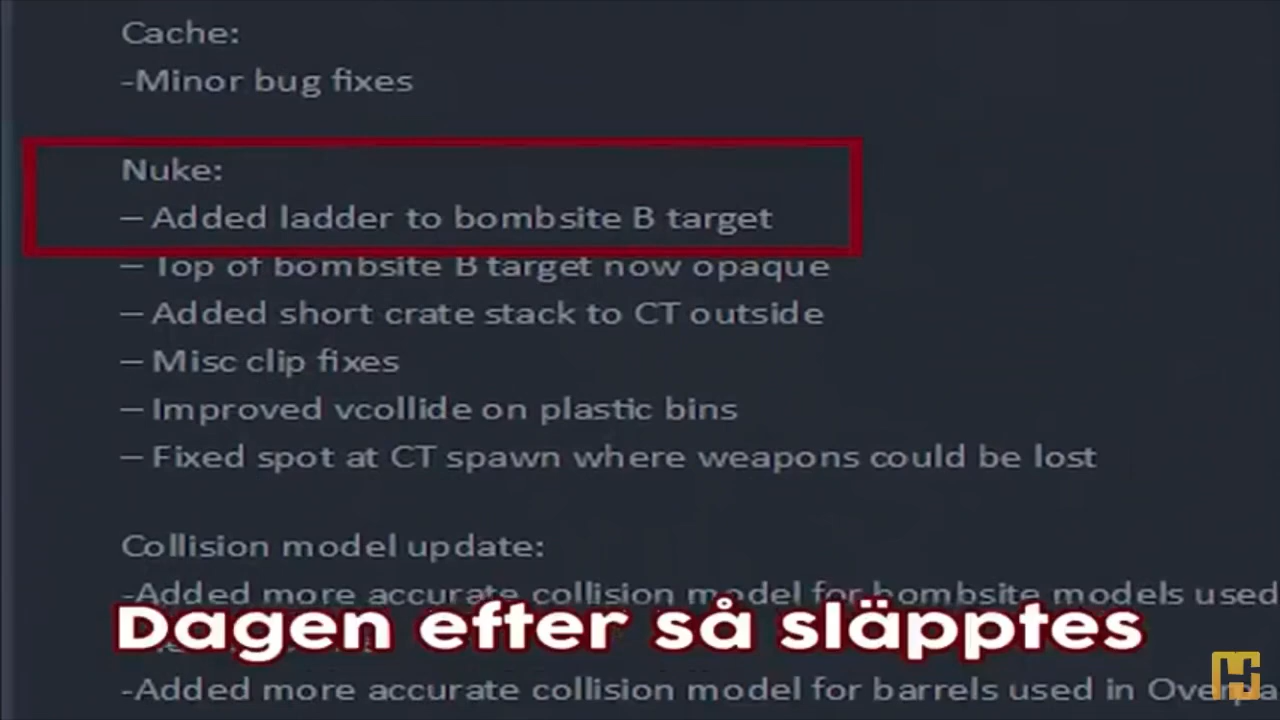 Cache:
-Minor bug fixes
Nuke:
– Added ladder to bombsite B target
– Top of bombsite B target now opaque
– Added short crate stack to CT outside
– Misc clip fixes
– Improved vcollide on plastic bins
– Fixed spot at CT spawn where weapons could be lost
Collision model update:
-Added more accurate collision model for bombsite models used
Dagen efter så släpptes
-Added more accurate collision model for barrels used in